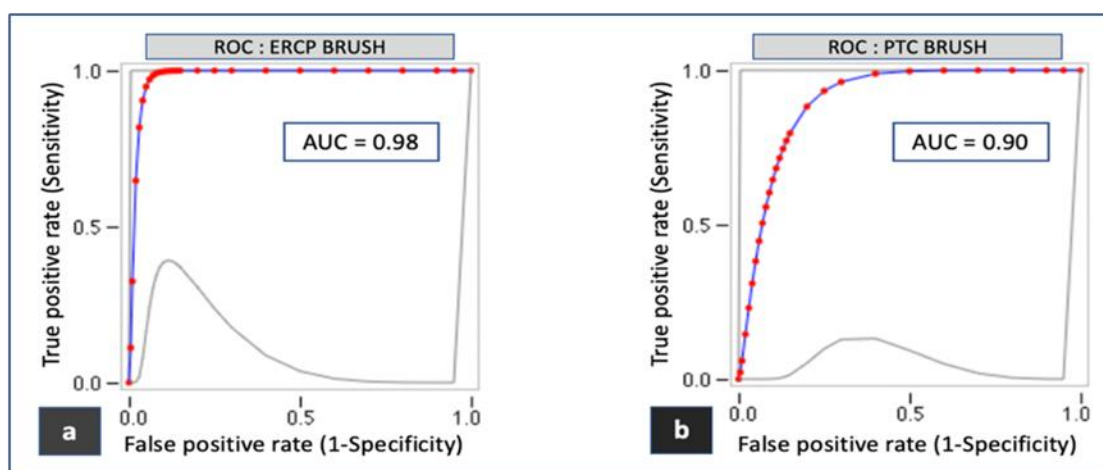 ROC : ERCP BRUSH
True positive rate (Sensitivity)
1.0
0.5
0.0
AUC = 0.98
0.0 0.5 1.0
a
False positive rate (1-Specificity)
ROC : PTC BRUSH
True positive rate (Sensitivity)
1.0
0.5
0.0
AUC = 0.90
0.0 0.5 1.0
b
False positive rate (1-Specificity)